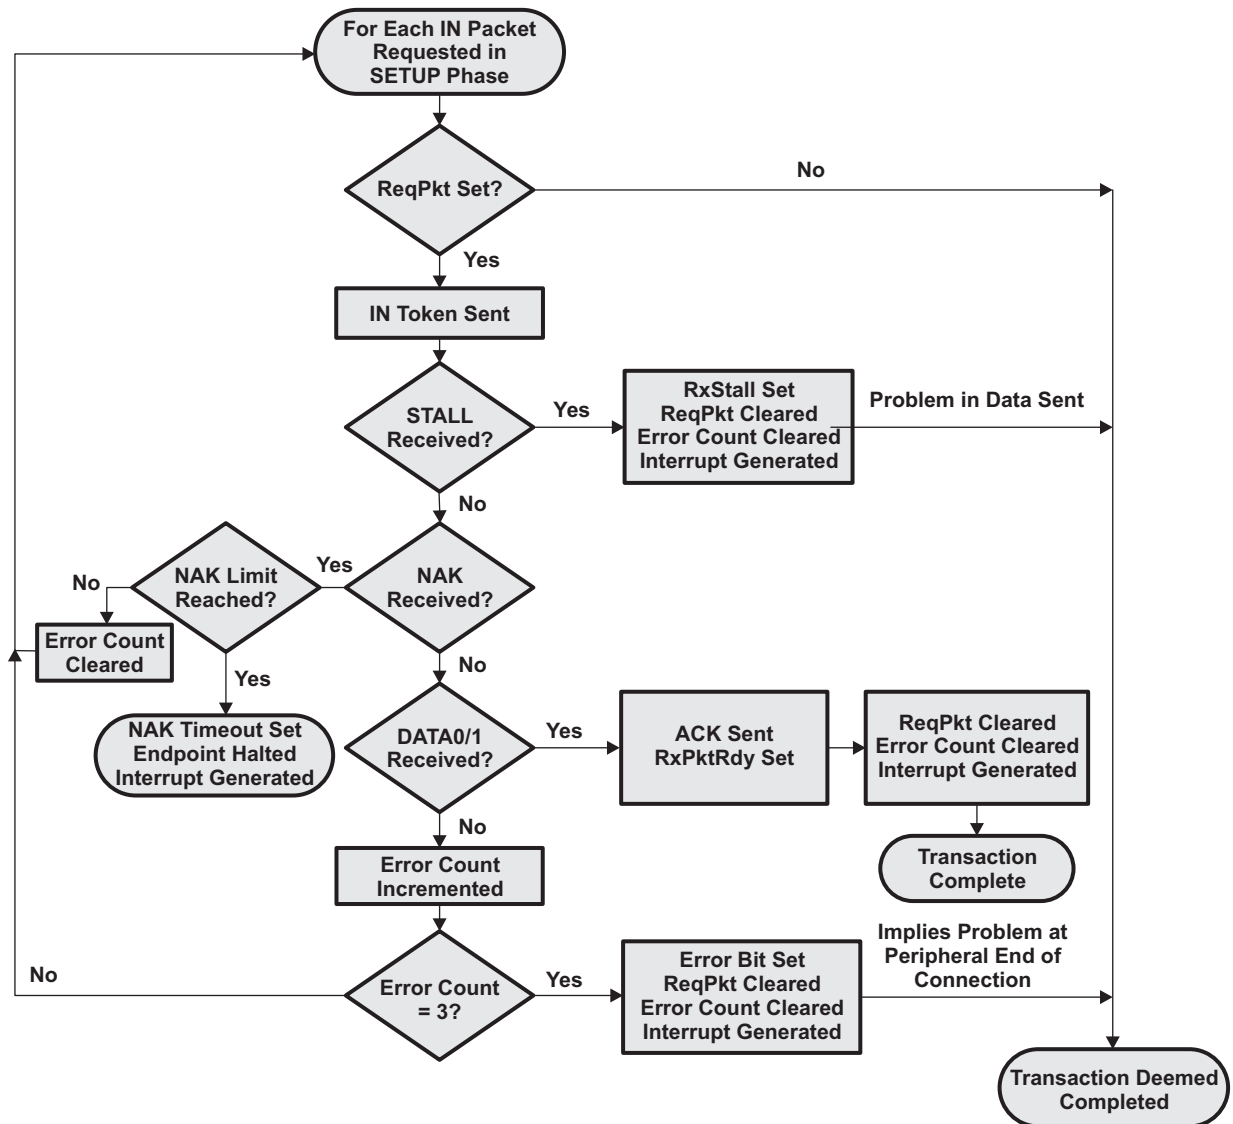 For Each IN Packet
Requested in
SETUP Phase
ReqPkt Set?
No
Yes
IN Token Sent
STALL
Received?
Yes
RxStall Set
ReqPkt Cleared
Error Count Cleared
Interrupt Generated
Problem in Data Sent
No
NAK
Received?
Yes
NAK Limit
Reached?
No
Error Count
Cleared
Yes
NAK Timeout Set
Endpoint Halted
Interrupt Generated
No
DATA0/1
Received?
Yes
ACK Sent
RxPktRdy Set
ReqPkt Cleared
Error Count Cleared
Interrupt Generated
Transaction
Complete
No
Error Count
Incremented
Error Count
= 3?
No
Yes
Error Bit Set
ReqPkt Cleared
Error Count Cleared
Interrupt Generated
Implies Problem at
Peripheral End of
Connection
Transaction Deemed
Completed